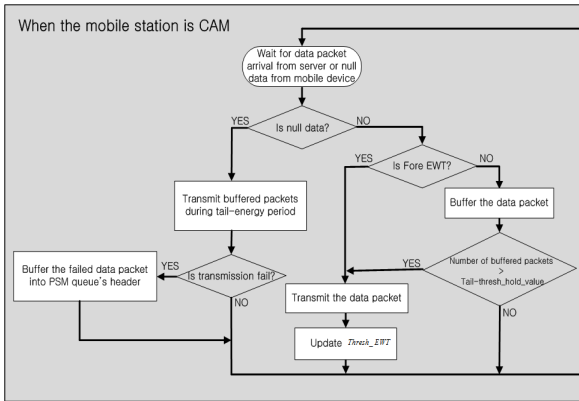 When the mobile station is CAM
Wait for data packet
arrival from server or null
data from mobile device
YES
Is null data?
NO
YES
Is Fore EWT?
NO
Transmit buffered packets
during tail-energy period
Buffer the data packet
Buffer the failed data packet
into PSM queue's header
YES
Is transmission fail?
NO
YES
Number of buffered packets
>
Tail-thresh_hold_value
NO
Transmit the data packet
Update Thresh_EWT